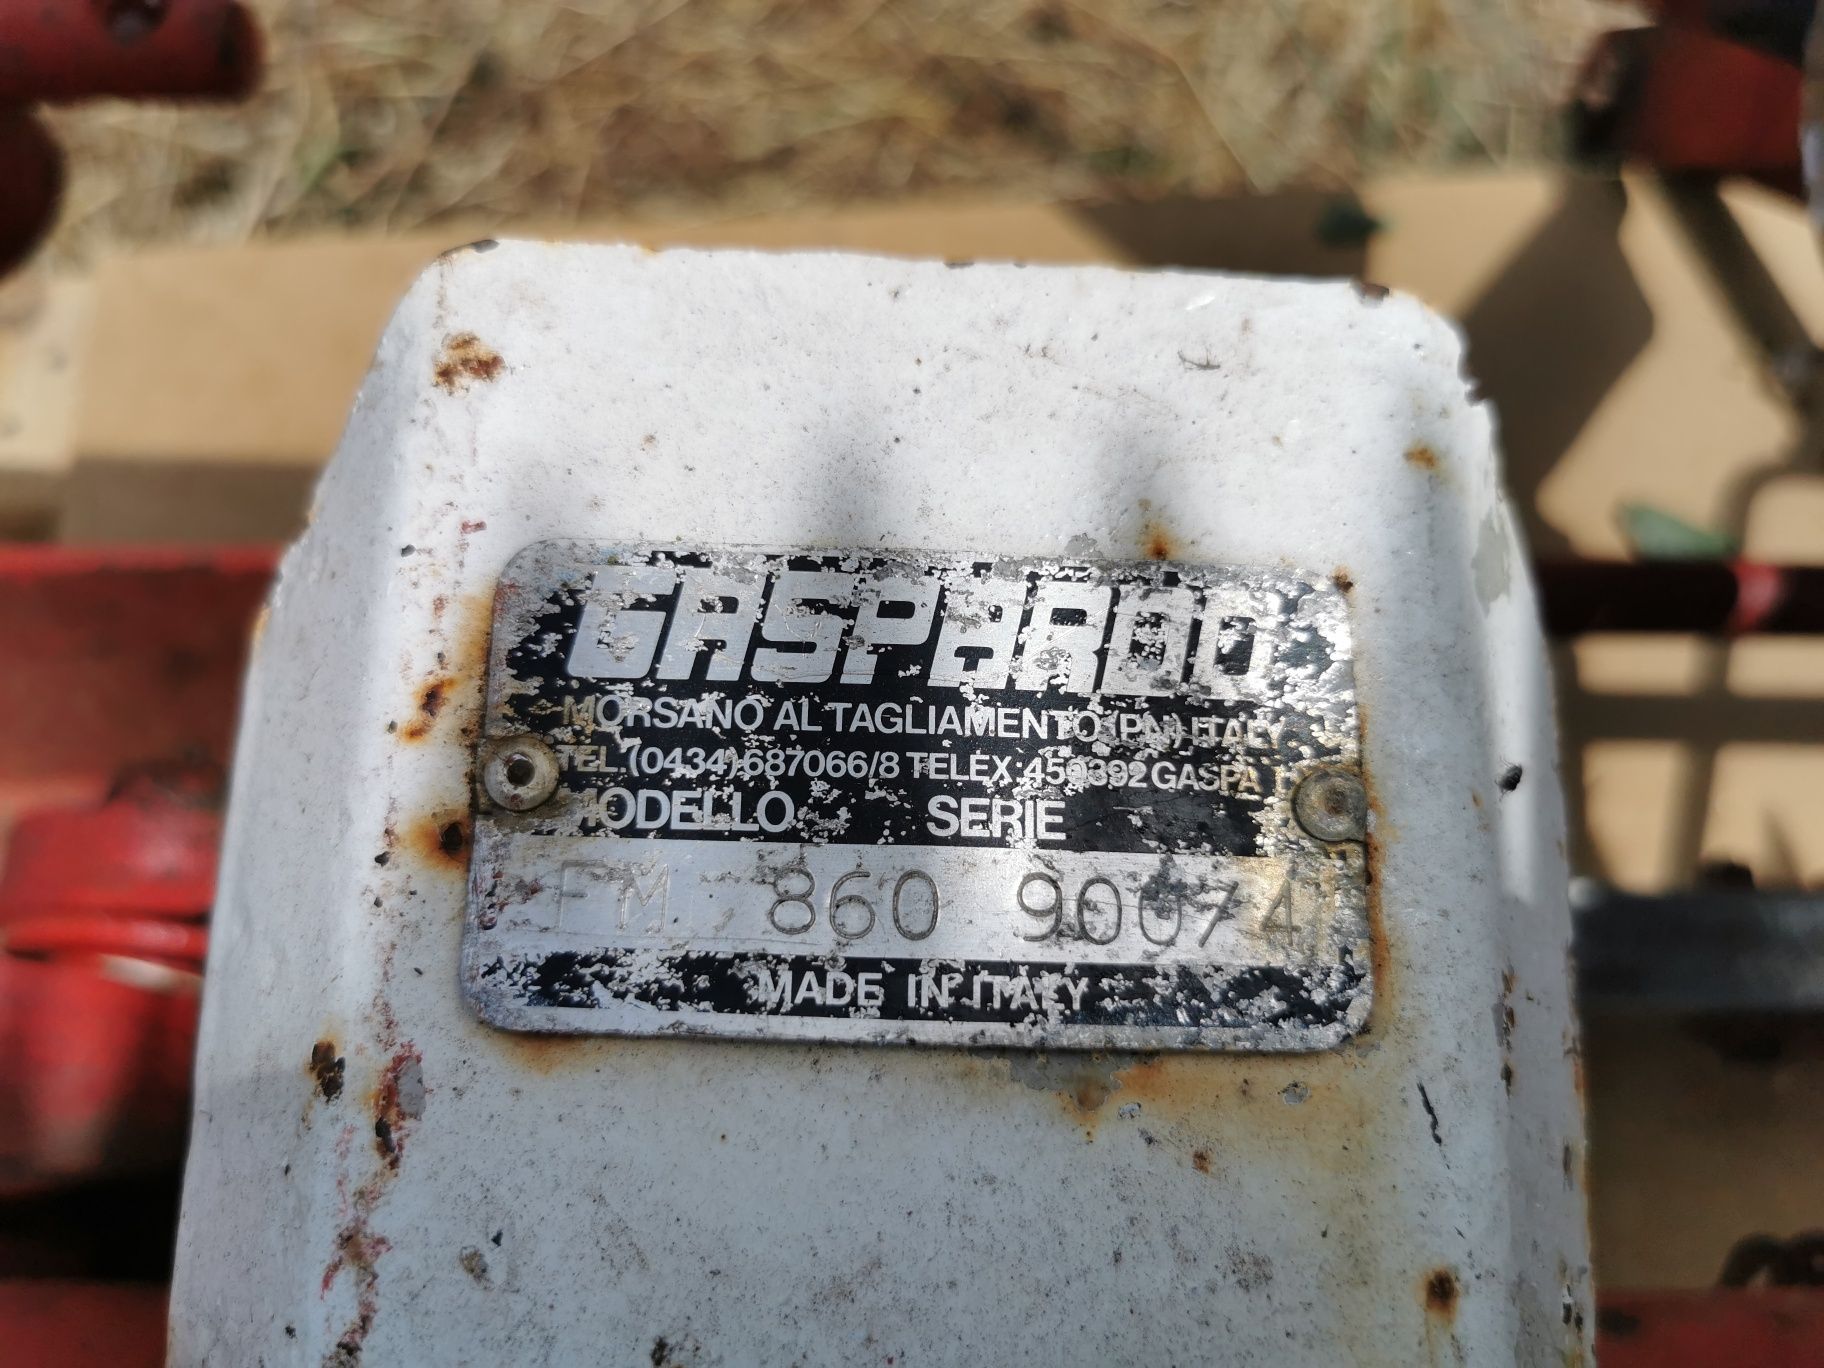 GASPARDO
MORSANO AL TAGLIAMENTO (PN) ITALY
TEL. (0434) 687066/8 TELEX: 450392 GASPA I
MODELLO SERIE
FM 860 90074
MADE IN ITALY